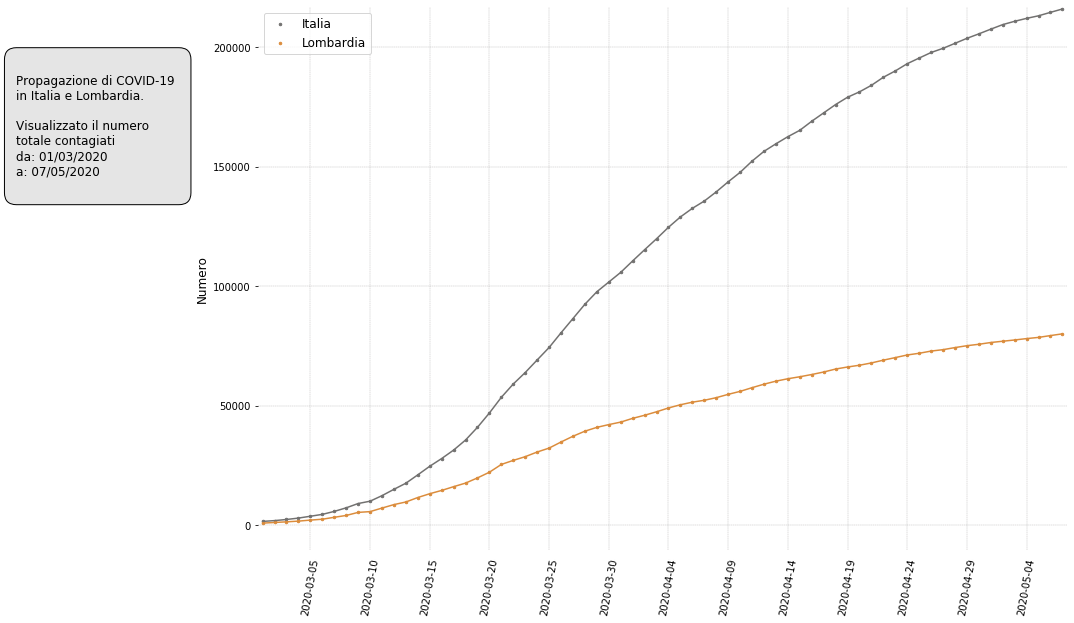 Propagazione di COVID-19
in Italia e Lombardia.
Visualizzato il numero
totale contagiati
da: 01/03/2020
a: 07/05/2020
Italia
Lombardia
Numero
200000
150000
100000
50000
0
2020-03-05
2020-03-10
2020-03-15
2020-03-20
2020-03-25
2020-03-30
2020-04-04
2020-04-09
2020-04-14
2020-04-19
2020-04-24
2020-04-29
2020-05-04